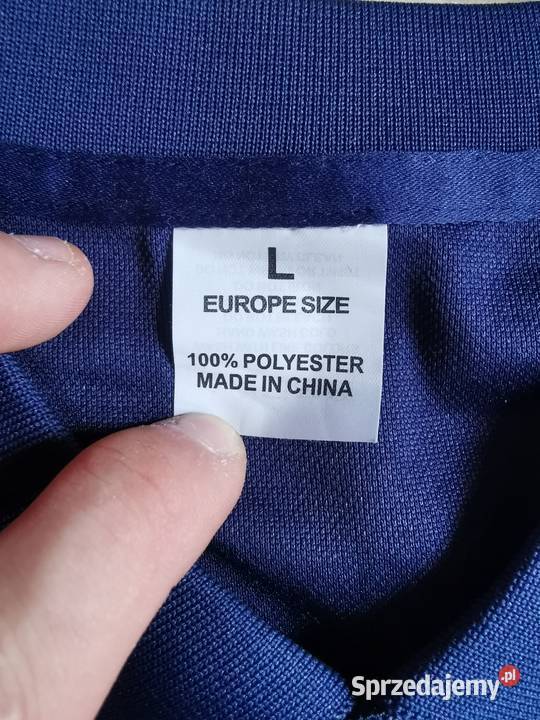 L
EUROPE SIZE
100% POLYESTER
MADE IN CHINA
Sprzedajemy.pl